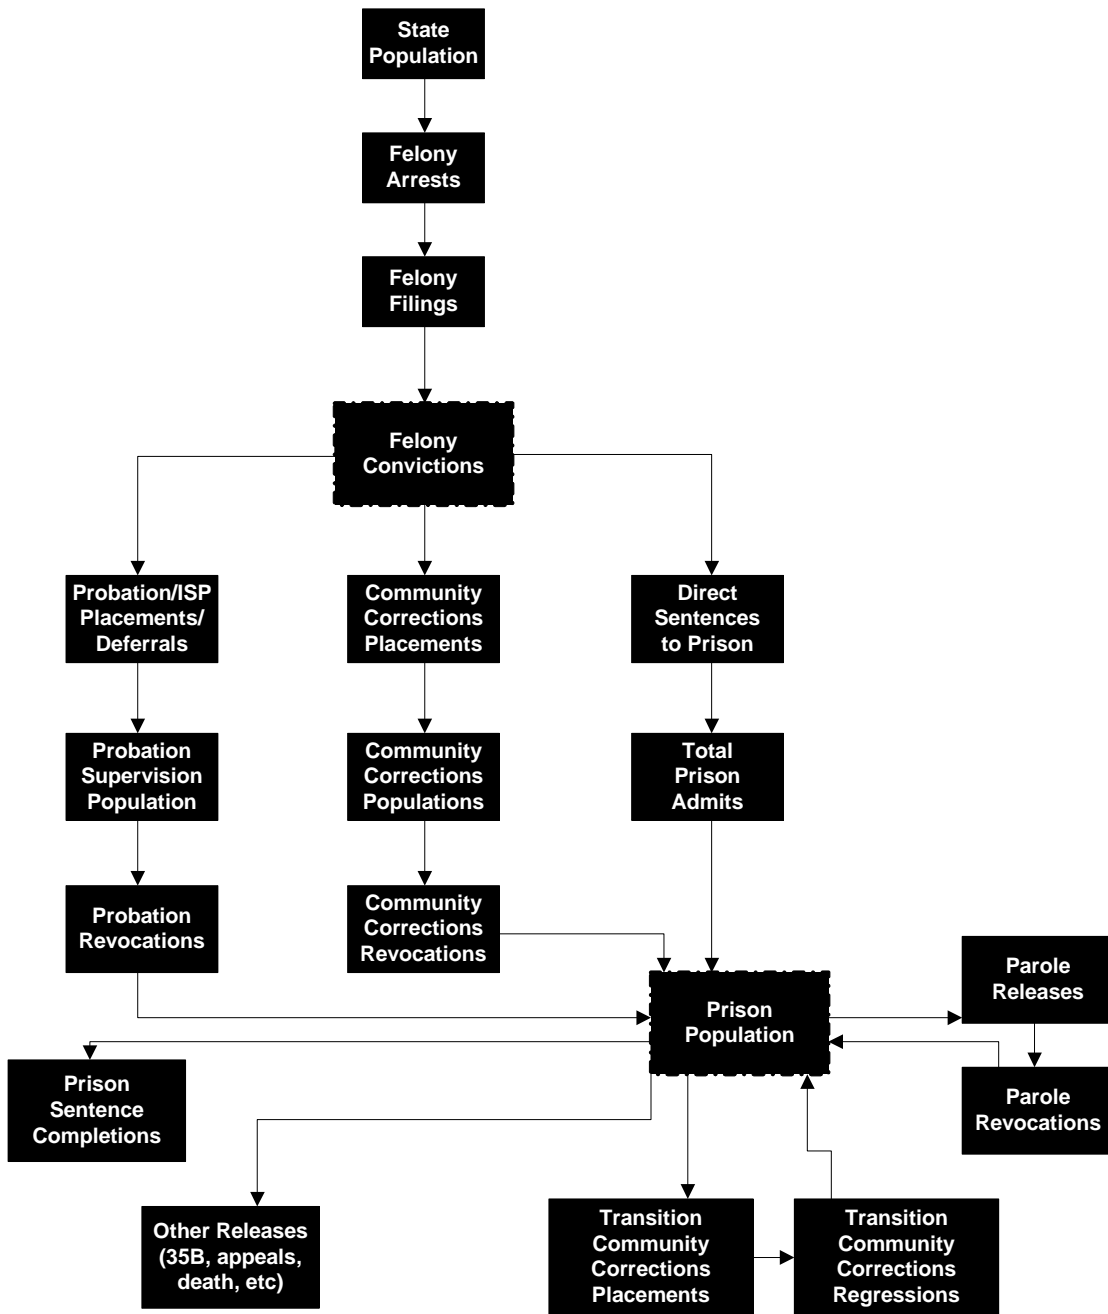 State
Population
Felony
Arrests
Felony
Filings
Felony
Convictions
Probation/ISP
Placements/
Deferrals
Community
Corrections
Placements
Direct
Sentences
to Prison
Probation
Supervision
Population
Community
Corrections
Populations
Total
Prison
Admits
Probation
Revocations
Community
Corrections
Revocations
Parole
Releases
Prison
Population
Prison
Sentence
Completions
Parole
Revocations
Other Releases
(35B, appeals,
death, etc)
Transition
Community
Corrections
Placements
Transition
Community
Corrections
Regressions